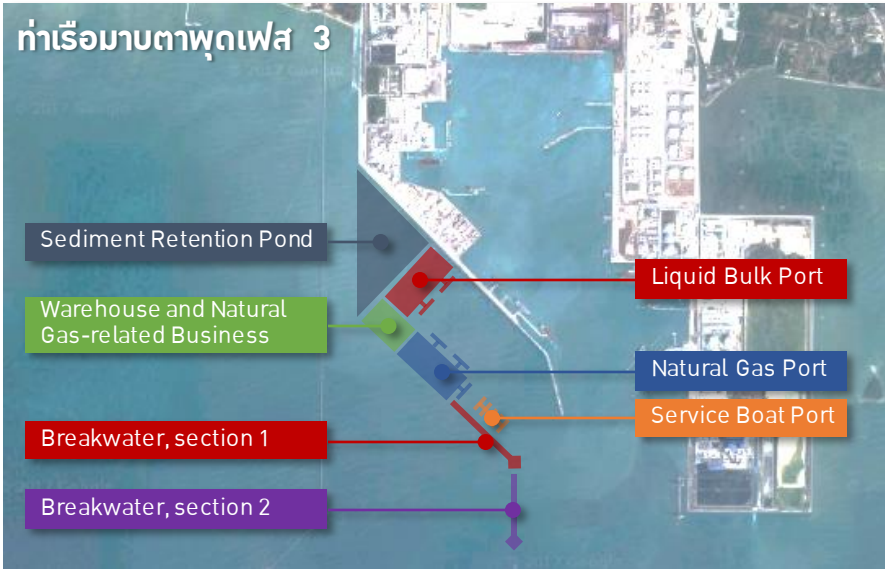 ท่าเรือมาบตาพุดเฟส 3
Sediment Retention Pond
Warehouse and Natural
Gas-related Business
Breakwater, section 1
Breakwater, section 2
Liquid Bulk Port
Natural Gas Port
Service Boat Port